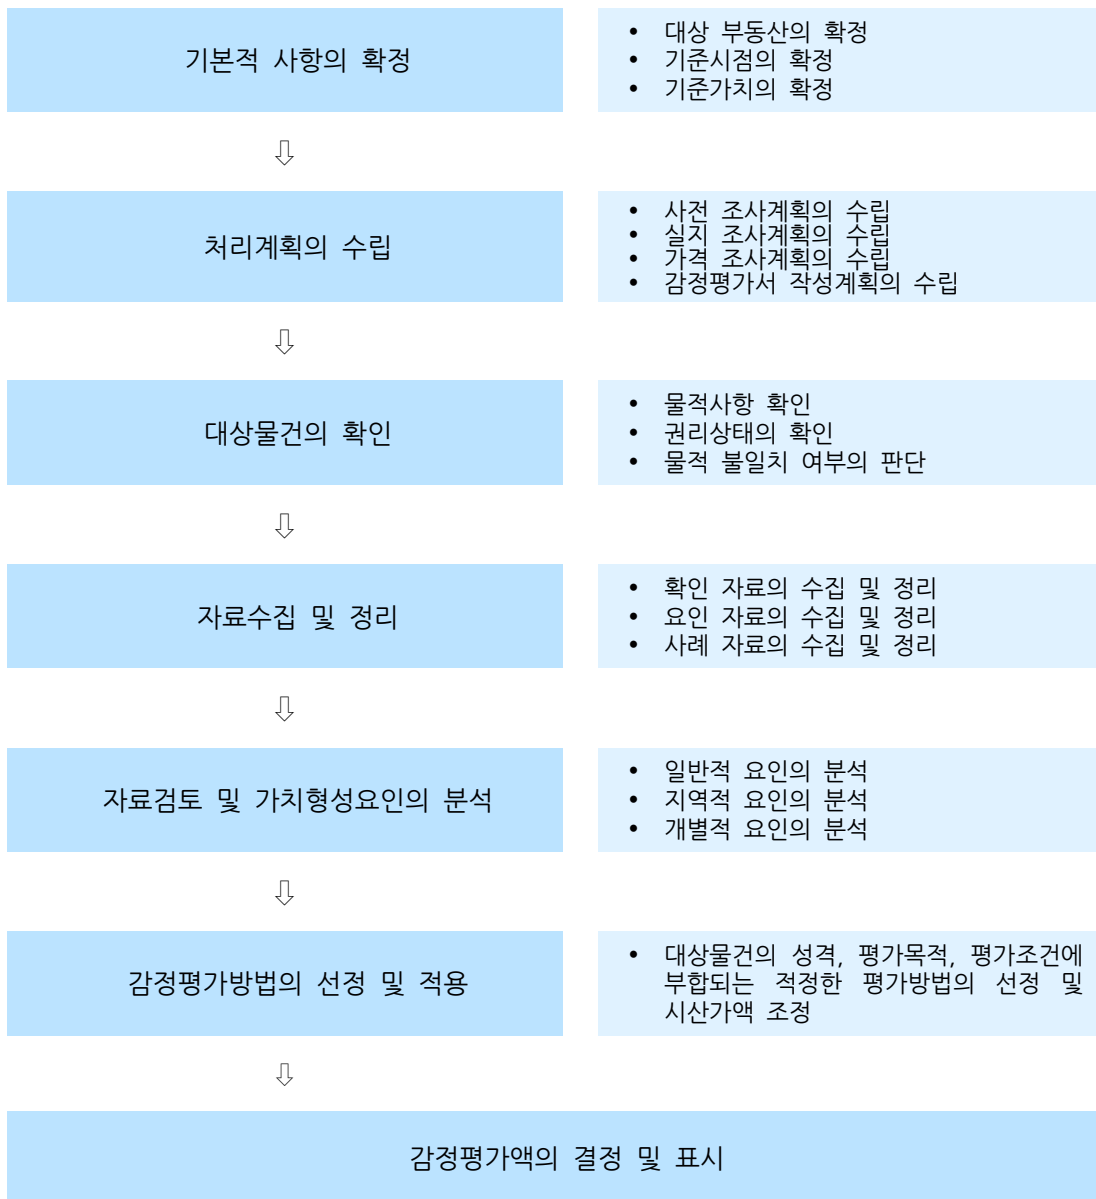 기본적 사항의 확정
• 대상 부동산의 확정
• 기준시점의 확정
• 기준가치의 확정
⇩
처리계획의 수립
• 사전 조사계획의 수립
• 실지 조사계획의 수립
• 가격 조사계획의 수립
• 감정평가서 작성계획의 수립
⇩
대상물건의 확인
• 물적사항 확인
• 권리상태의 확인
• 물적 불일치 여부의 판단
⇩
자료수집 및 정리
• 확인 자료의 수집 및 정리
• 요인 자료의 수집 및 정리
• 사례 자료의 수집 및 정리
⇩
자료검토 및 가치형성요인의 분석
• 일반적 요인의 분석
• 지역적 요인의 분석
• 개별적 요인의 분석
⇩
감정평가방법의 선정 및 적용
• 대상물건의 성격, 평가목적, 평가조건에
부합되는 적정한 평가방법의 선정 및
시산가액 조정
⇩
감정평가액의 결정 및 표시